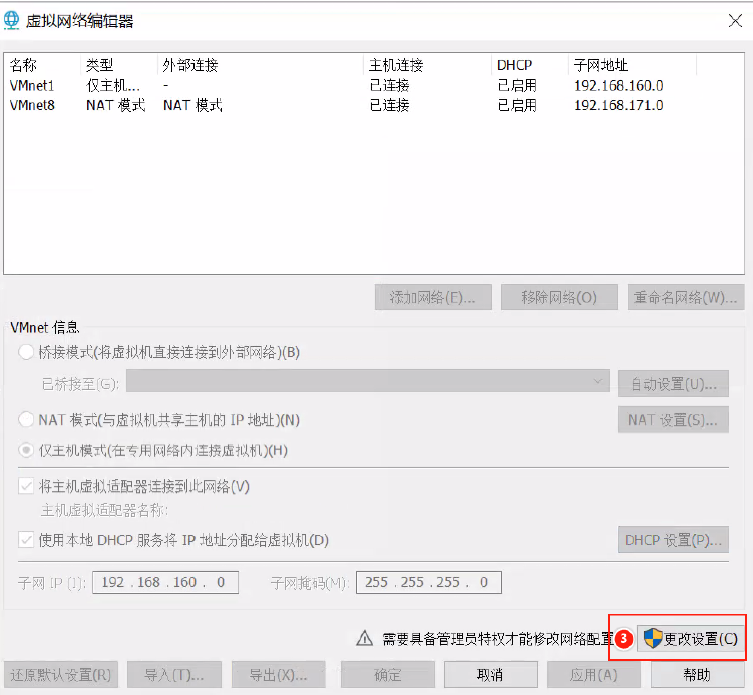 虚拟网络编辑器
名称 类型 外部连接 主机连接 DHCP 子网地址
VMnet1 仅主机... - 已连接 已启用 192.168.160.0
VMnet8 NAT 模式 NAT 模式 已连接 已启用 192.168.171.0
添加网络(E)... 移除网络(O) 重命名网络(W)...
VMnet 信息
桥接模式(将虚拟机直接连接到外部网络)(B)
已桥接至(G): 自动设置(U)...
NAT 模式(与虚拟机共享主机的 IP 地址)(N) NAT 设置(S)...
仅主机模式(在专用网络内连接虚拟机)(H)
将主机虚拟适配器连接到此网络(V)
主机虚拟适配器名称:
使用本地 DHCP 服务将 IP 地址分配给虚拟机(D) DHCP 设置(P)...
子网 IP (I): 192 . 168 . 160 . 0 子网掩码(M): 255 . 255 . 255 . 0
需要具备管理员特权才能修改网络配置 3 更改设置(C)
还原默认设置(R) 导入(T)... 导出(X)... 确定 取消 应用(A) 帮助